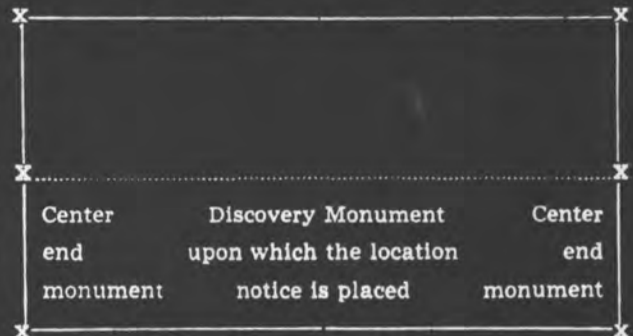 X X
X X
Center Discovery Monument Center
end upon which the location end
monument notice is placed monument
X X